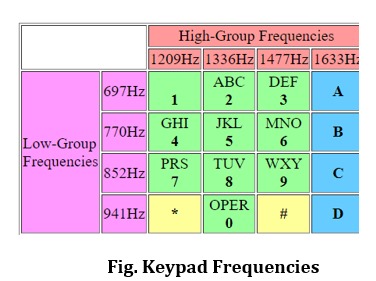 High-Group Frequencies
1209Hz 1336Hz 1477Hz 1633Hz
Low-Group
Frequencies
697Hz
1
ABC
2
DEF
3
A
770Hz
GHI
4
JKL
5
MNO
6
B
852Hz
PRS
7
TUV
8
WXY
9
C
941Hz
*
OPER
0
#
D
Fig. Keypad Frequencies